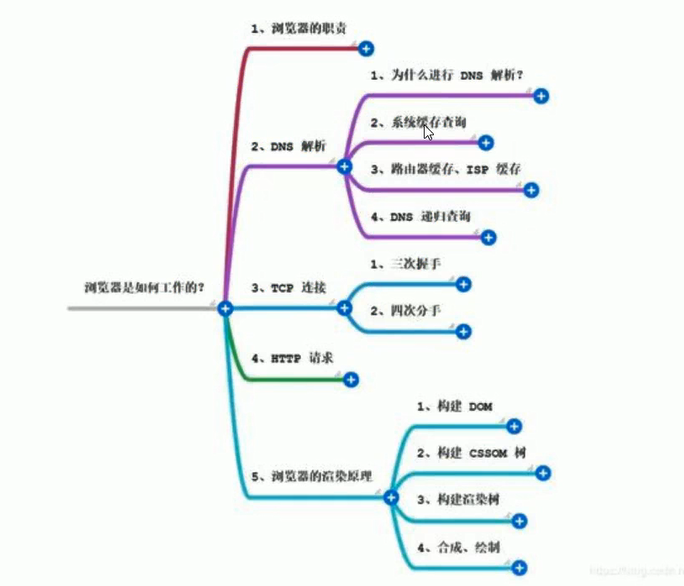 浏览器是如何工作的?
1、浏览器的职责
2、DNS 解析
1、为什么进行 DNS 解析?
2、系统缓存查询
3、路由器缓存、ISP 缓存
4、DNS 递归查询
3、TCP 连接
1、三次握手
2、四次分手
4、HTTP 请求
5、浏览器的渲染原理
1、构建 DOM
2、构建 CSSOM 树
3、构建渲染树
4、合成、绘制